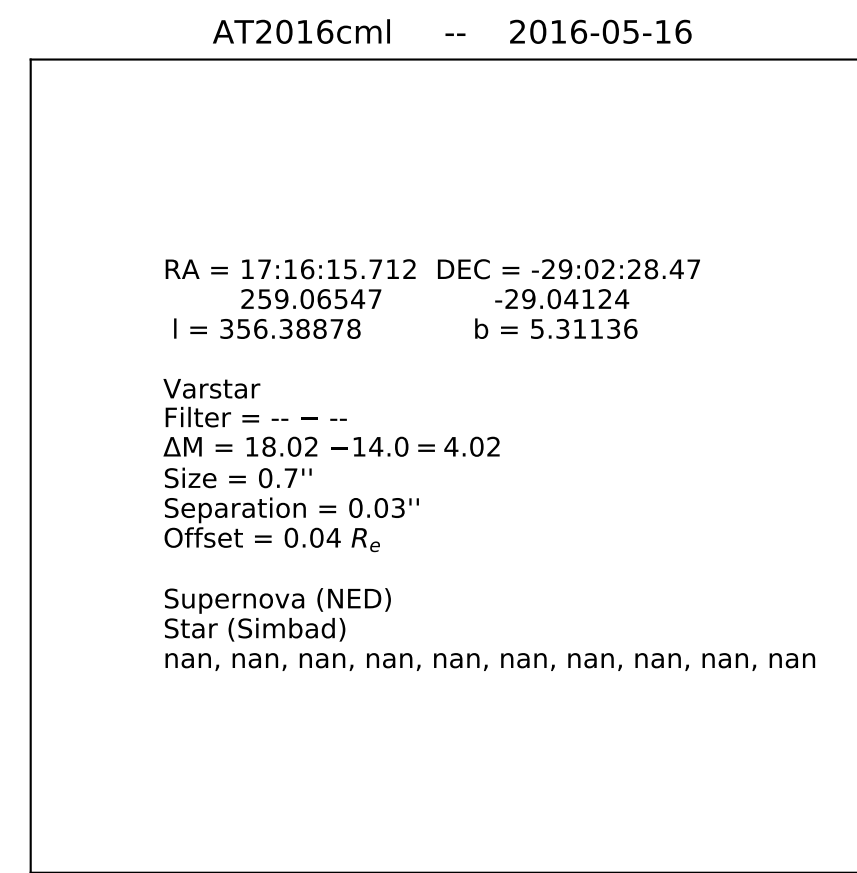 AT2016cml -- 2016-05-16
RA = 17:16:15.712 DEC = -29:02:28.47
259.06547 -29.04124
l = 356.38878 b = 5.31136
Varstar
Filter = -- − --
ΔM = 18.02 −14.0 = 4.02
Size = 0.7''
Separation = 0.03''
Offset = 0.04 Rₑ
Supernova (NED)
Star (Simbad)
nan, nan, nan, nan, nan, nan, nan, nan, nan, nan